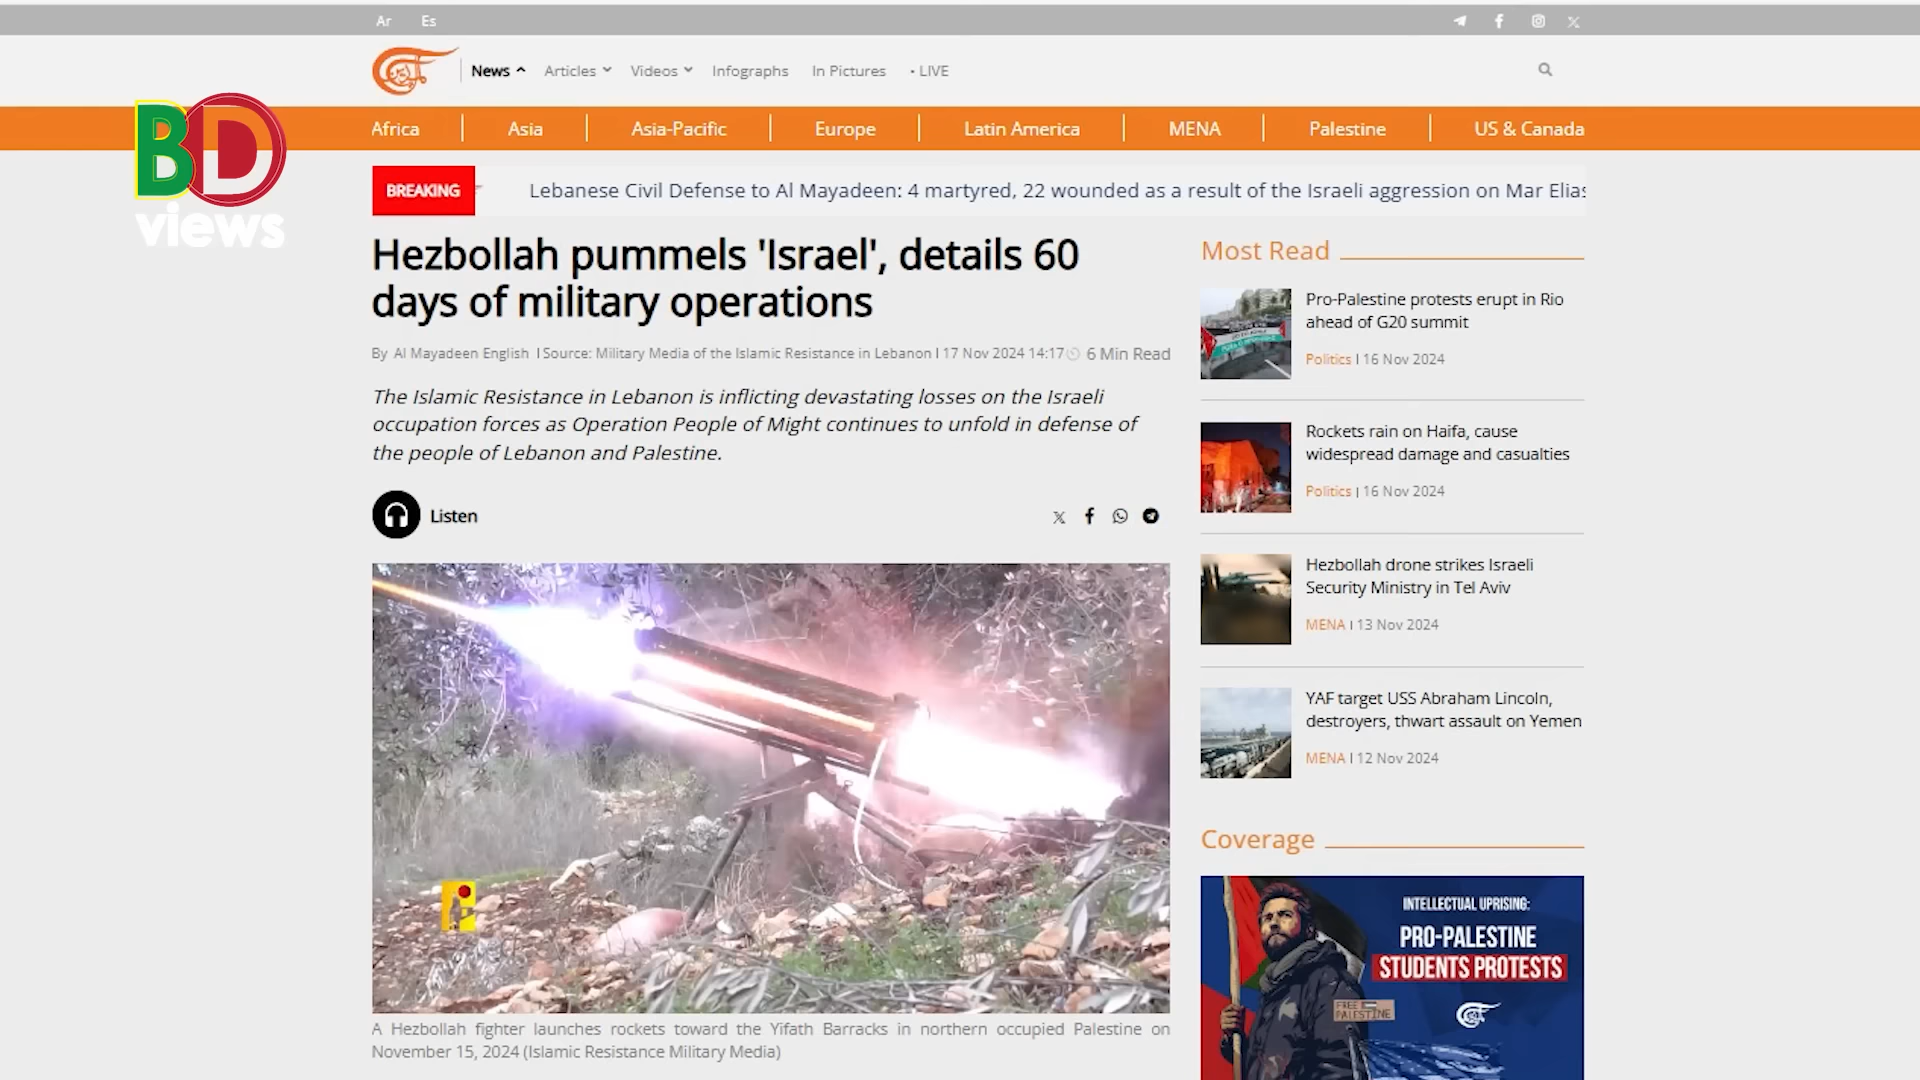 Ar Es
News Articles Videos Infographs In Pictures • LIVE
Africa Asia Asia-Pacific Europe Latin America MENA Palestine US & Canada
BD
views
BREAKING Lebanese Civil Defense to Al Mayadeen: 4 martyred, 22 wounded as a result of the Israeli aggression on Mar Elias
Hezbollah pummels 'Israel', details 60
days of military operations
By Al Mayadeen English | Source: Military Media of the Islamic Resistance in Lebanon | 17 Nov 2024 14:17 6 Min Read
The Islamic Resistance in Lebanon is inflicting devastating losses on the Israeli
occupation forces as Operation People of Might continues to unfold in defense of
the people of Lebanon and Palestine.
Listen
A Hezbollah fighter launches rockets toward the Yifath Barracks in northern occupied Palestine on
November 15, 2024 (Islamic Resistance Military Media)
Most Read
Pro-Palestine protests erupt in Rio
ahead of G20 summit
Politics | 16 Nov 2024
Rockets rain on Haifa, cause
widespread damage and casualties
Politics | 16 Nov 2024
Hezbollah drone strikes Israeli
Security Ministry in Tel Aviv
MENA | 13 Nov 2024
YAF target USS Abraham Lincoln,
destroyers, thwart assault on Yemen
MENA | 12 Nov 2024
Coverage
INTELLECTUAL UPRISING:
PRO-PALESTINE
STUDENTS PROTESTS
FREE
PALESTINE